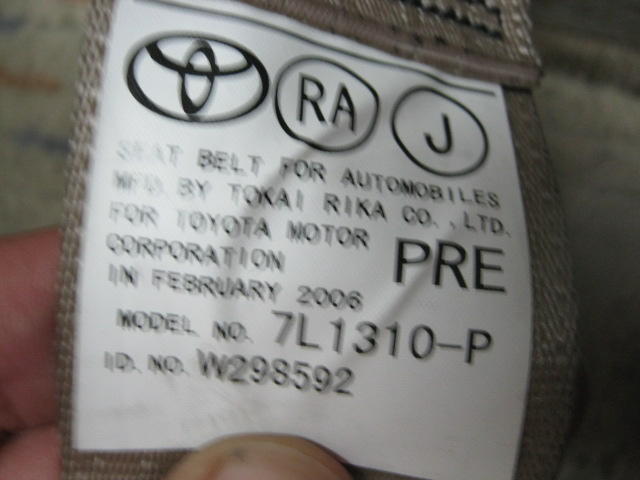 RA J
SEAT BELT FOR AUTOMOBILES
MFD BY TOKAI RIKA CO., LTD.
FOR TOYOTA MOTOR
CORPORATION PRE
IN FEBRUARY 2006
MODEL NO. 7L1310-P
ID. NO. W298592